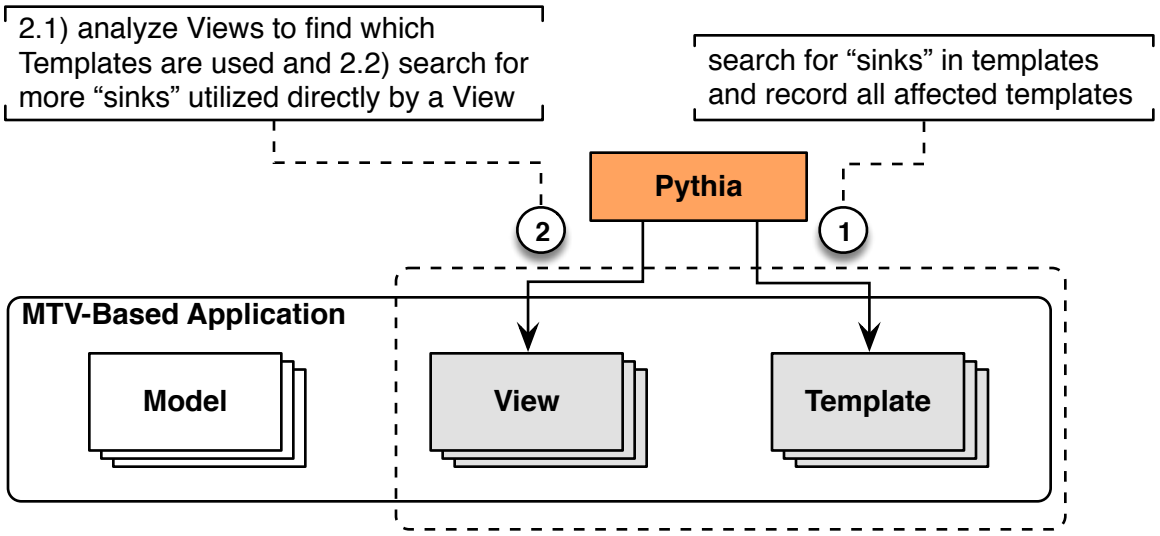 2.1) analyze Views to find which
Templates are used and 2.2) search for
more “sinks” utilized directly by a View
search for “sinks” in templates
and record all affected templates
Pythia
2
1
MTV-Based Application
Model
View
Template